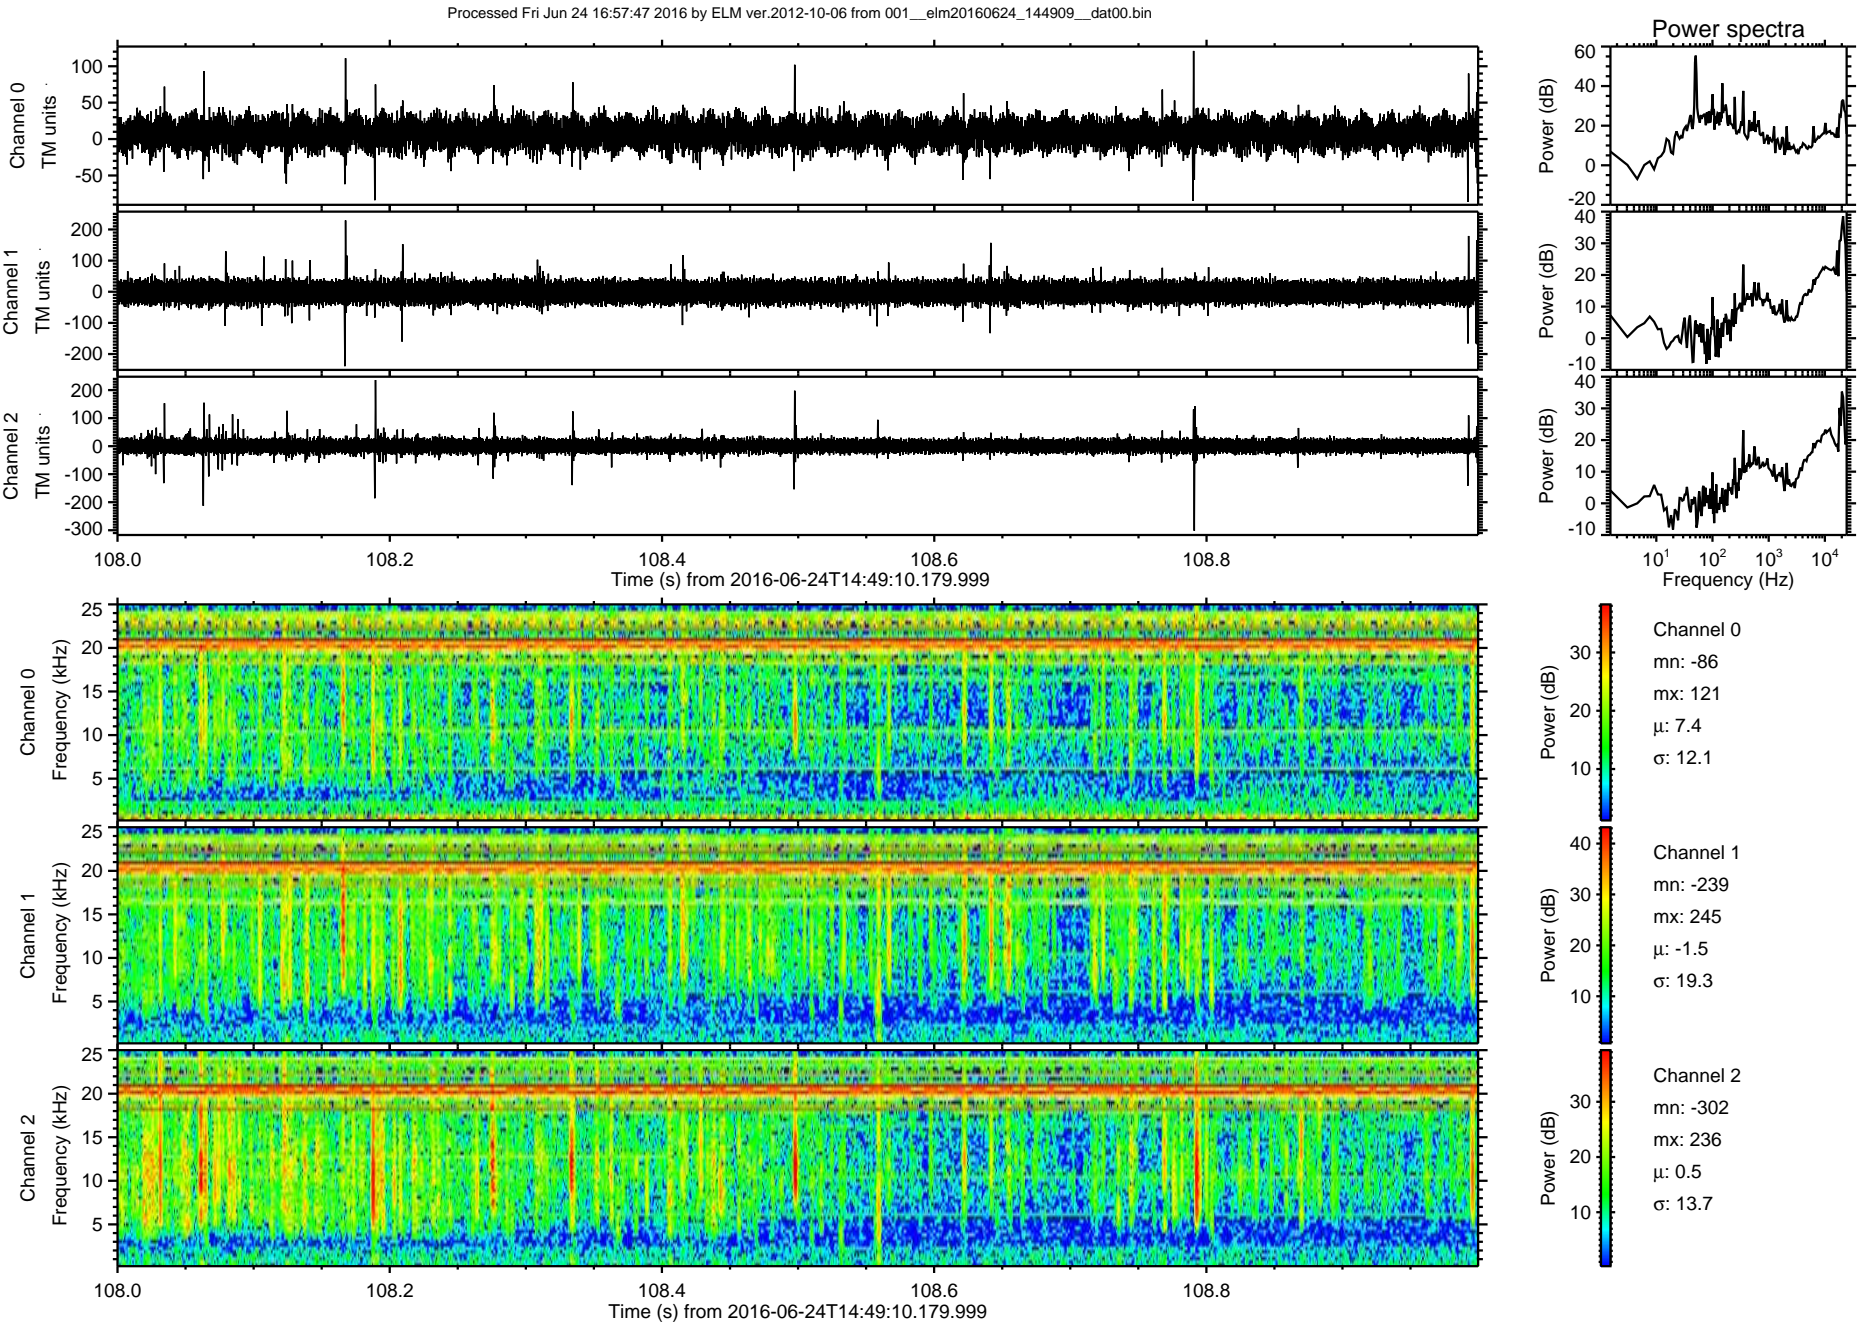 Processed Fri Jun 24 16:57:47 2016 by ELM ver.2012-10-06 from 001__elm20160624_144909__dat00.bin
Power spectra
Channel 0
TM units
100
50
0
-50
Power (dB)
60
40
20
0
-20
Channel 1
TM units
200
100
0
-100
-200
Power (dB)
40
30
20
10
0
-10
Channel 2
TM units
200
100
0
-100
-200
-300
Power (dB)
40
30
20
10
0
-10
108.0 108.2 108.4 108.6 108.8
Time (s) from 2016-06-24T14:49:10.179.999
10^1 10^2 10^3 10^4
Frequency (Hz)
Channel 0
Frequency (kHz)
25
20
15
10
5
Power (dB)
30
20
10
Channel 0
mn: -86
mx: 121
μ: 7.4
σ: 12.1
Channel 1
Frequency (kHz)
25
20
15
10
5
Power (dB)
40
30
20
10
Channel 1
mn: -239
mx: 245
μ: -1.5
σ: 19.3
Channel 2
Frequency (kHz)
25
20
15
10
5
Power (dB)
30
20
10
Channel 2
mn: -302
mx: 236
μ: 0.5
σ: 13.7
108.0 108.2 108.4 108.6 108.8
Time (s) from 2016-06-24T14:49:10.179.999